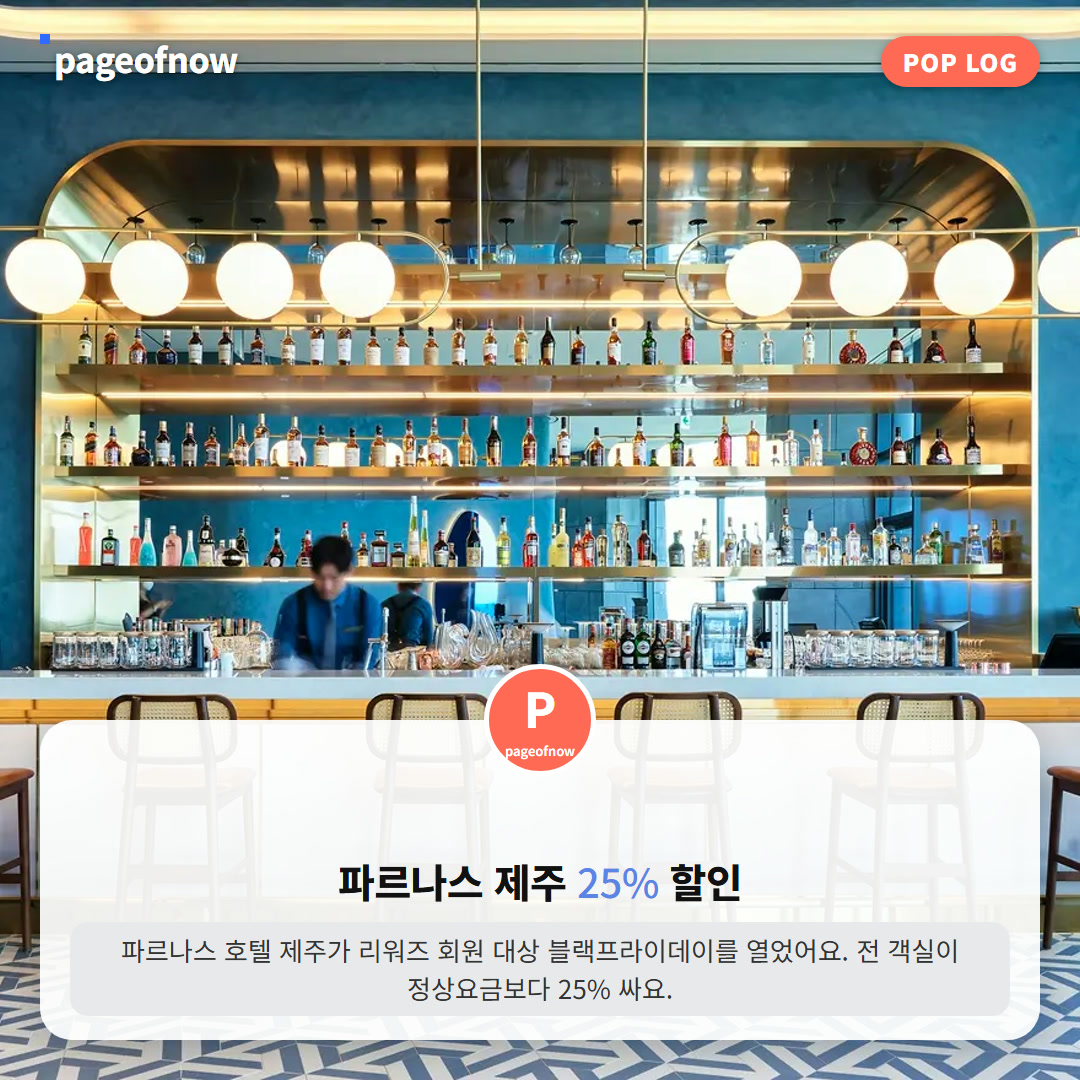 pageofnow
POP LOG
P
pageofnow
파르나스 제주 25% 할인
파르나스 호텔 제주가 리워즈 회원 대상 블랙프라이데이를 열었어요. 전 객실이
정상요금보다 25% 싸요.